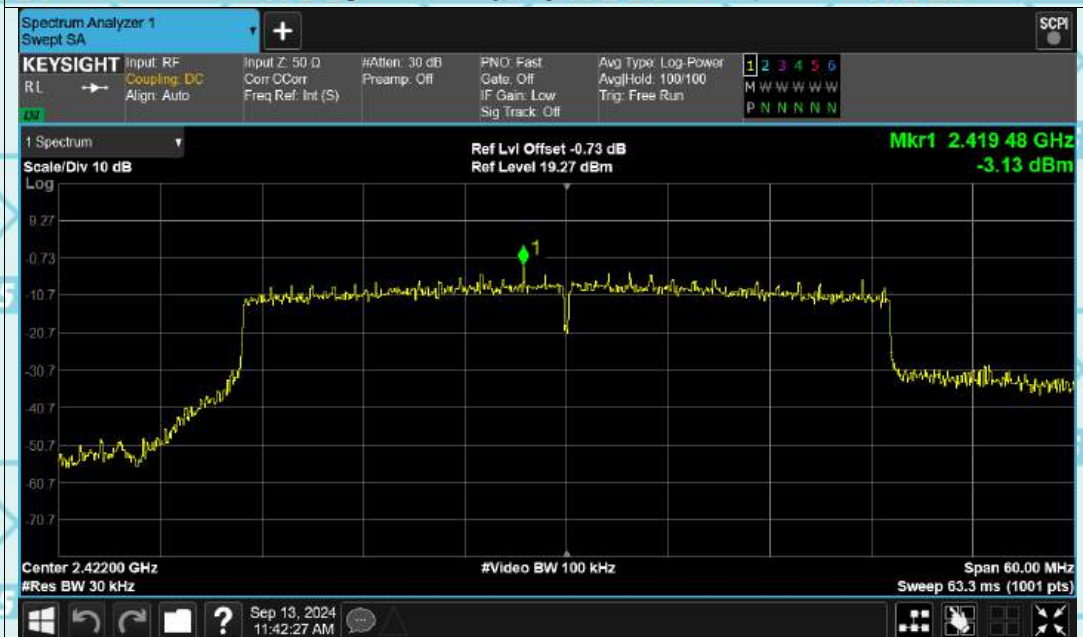 Spectrum Analyzer 1
Swept SA
+
SCPI
KEYSIGHT
RL
Input: RF
Coupling: DC
Align: Auto
Input Z: 50 Ω
Corr CCorr
Freq Ref: Int (S)
#Atten: 30 dB
Preamp: Off
PNO: Fast
Gate: Off
IF Gain: Low
Sig Track: Off
Avg Type: Log-Power
Avg|Hold: 100/100
Trig: Free Run
1 2 3 4 5 6
M W W W W W
P N N N N N
1 Spectrum
Scale/Div 10 dB
Log
Ref Lvl Offset -0.73 dB
Ref Level 19.27 dBm
Mkr1 2.419 48 GHz
-3.13 dBm
9.27
-0.73
-10.7
-20.7
-30.7
-40.7
-50.7
-60.7
-70.7
1
Center 2.42200 GHz
#Res BW 30 kHz
#Video BW 100 kHz
Span 60.00 MHz
Sweep 63.3 ms (1001 pts)
?
Sep 13, 2024
11:42:27 AM